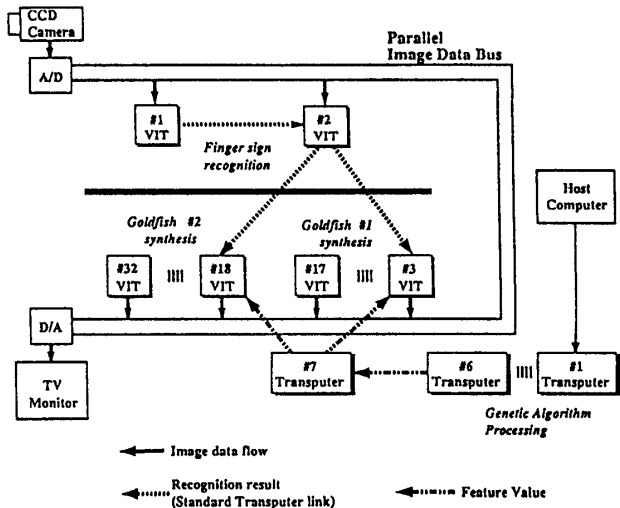 CCD
Camera
A/D
Parallel
Image Data Bus
#1
VIT
#2
VIT
Finger sign
recognition
Host
Computer
Goldfish #2
synthesis
Goldfish #1
synthesis
#32
VIT
#18
VIT
#17
VIT
#3
VIT
D/A
TV
Monitor
#7
Transputer
#6
Transputer
#1
Transputer
Genetic Algorithm
Processing
Image data flow
Recognition result
(Standard Transputer link)
Feature Value